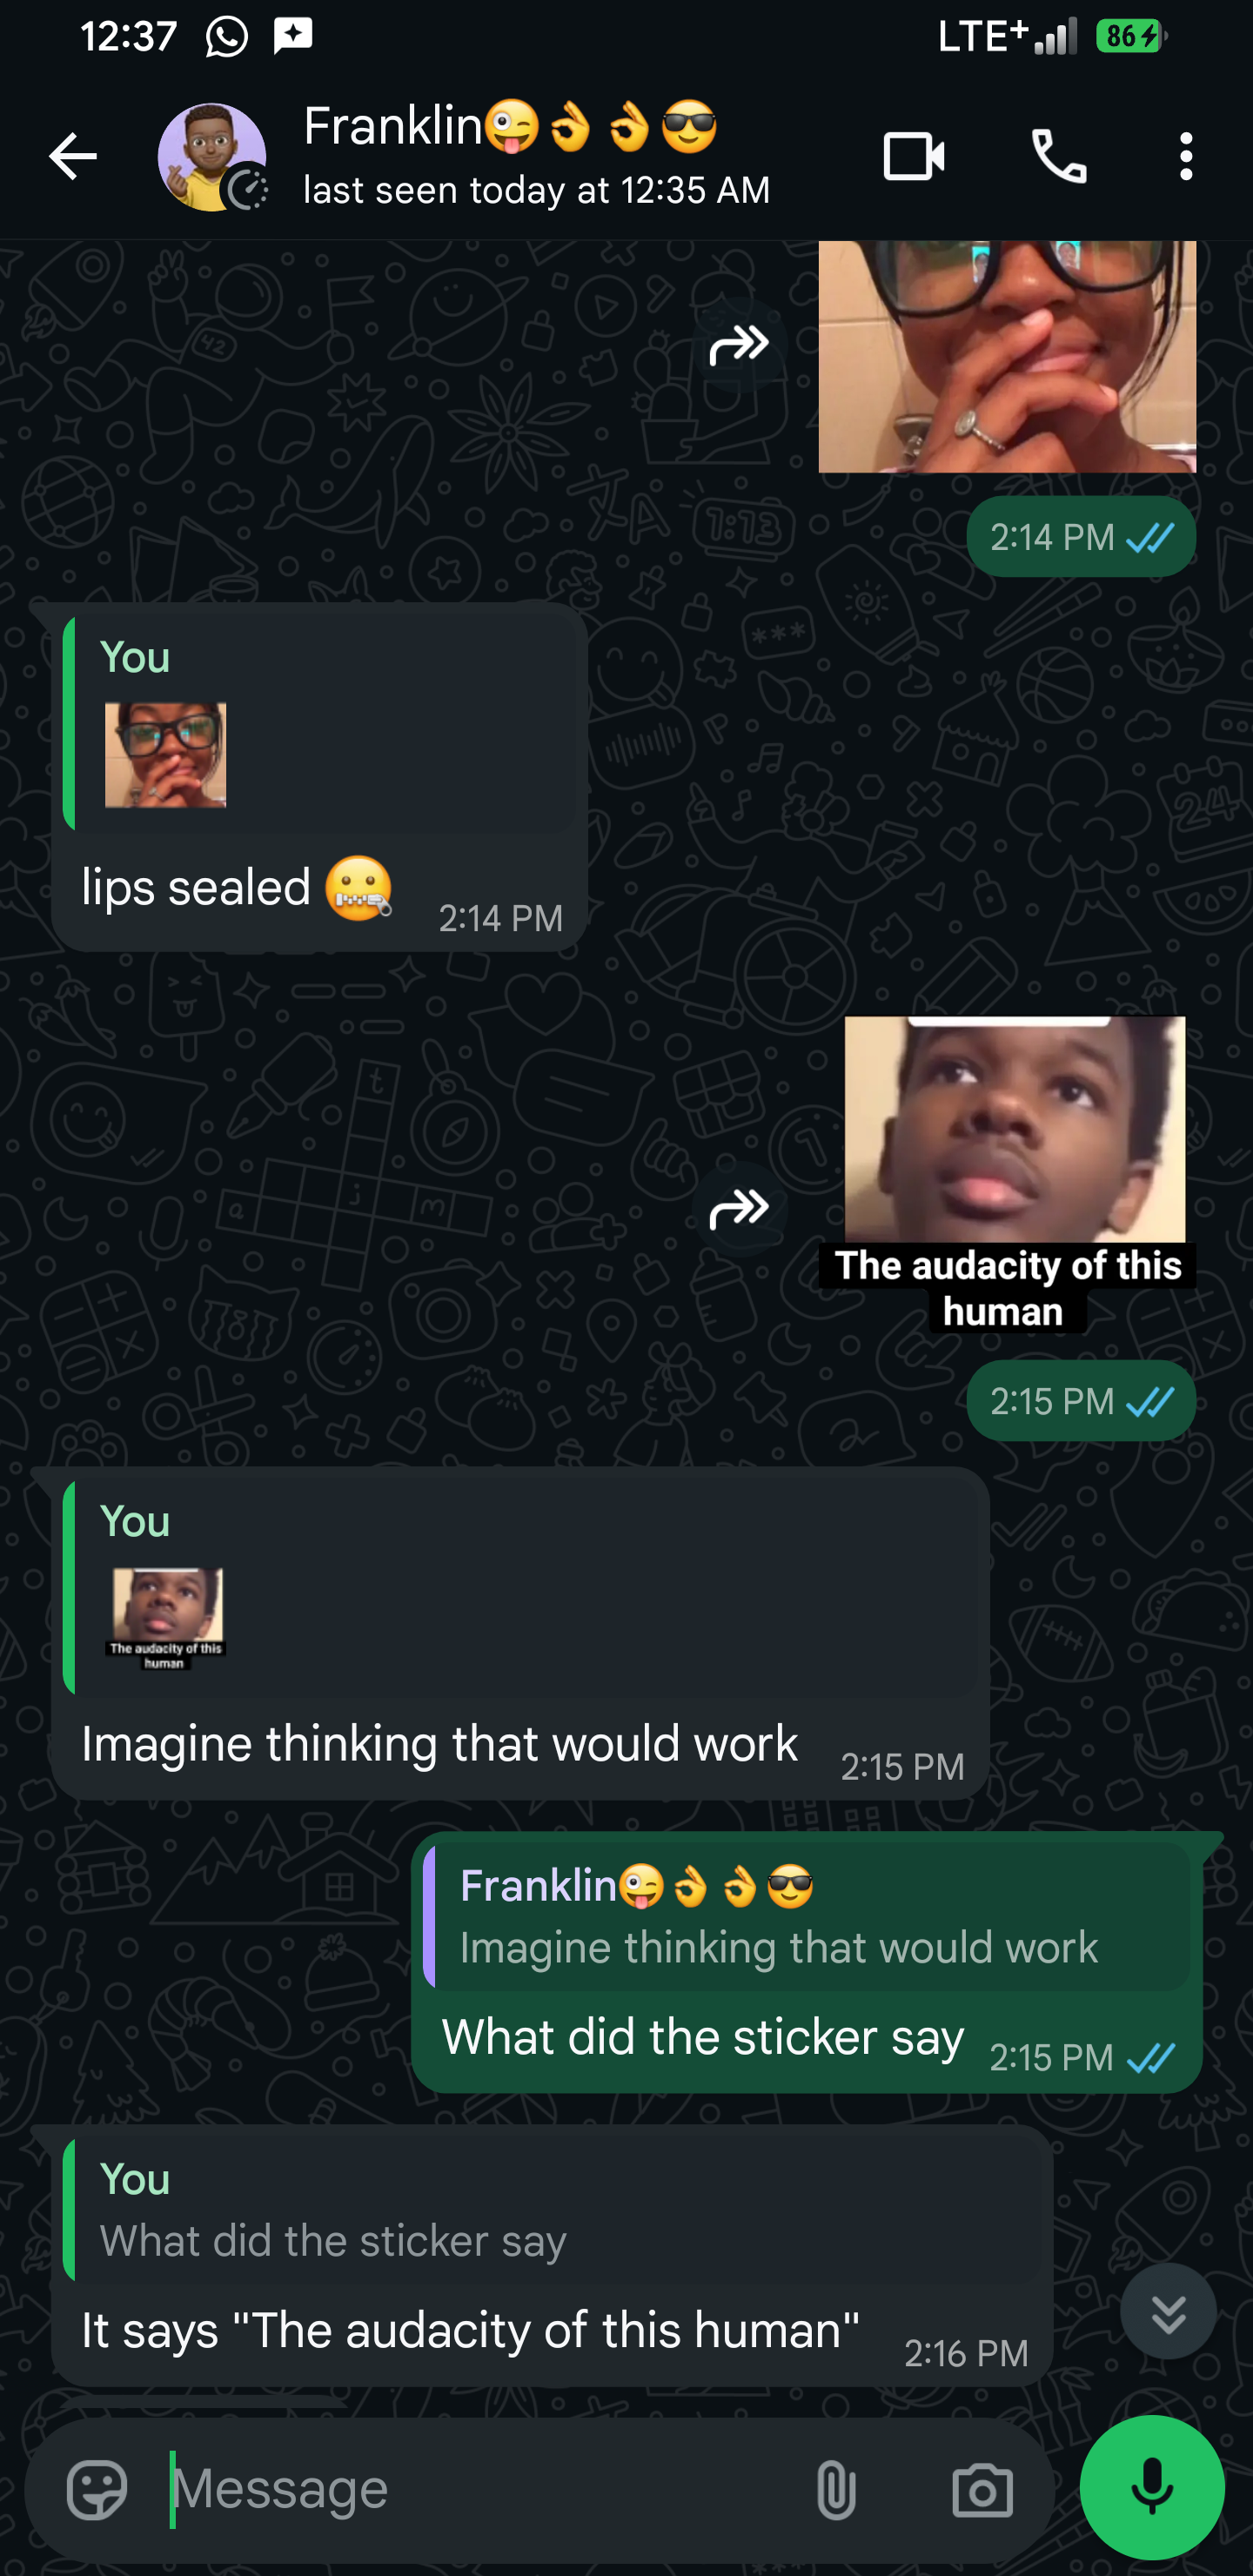 12:37 LTE+ 86
Franklin😜👌👌😎
last seen today at 12:35 AM
2:14 PM
You
lips sealed 🤐
2:14 PM
The audacity of this
human
2:15 PM
You
The audacity of this
human
Imagine thinking that would work
2:15 PM
Franklin😜👌👌😎
Imagine thinking that would work
What did the sticker say
2:15 PM
You
What did the sticker say
It says "The audacity of this human"
2:16 PM
Message